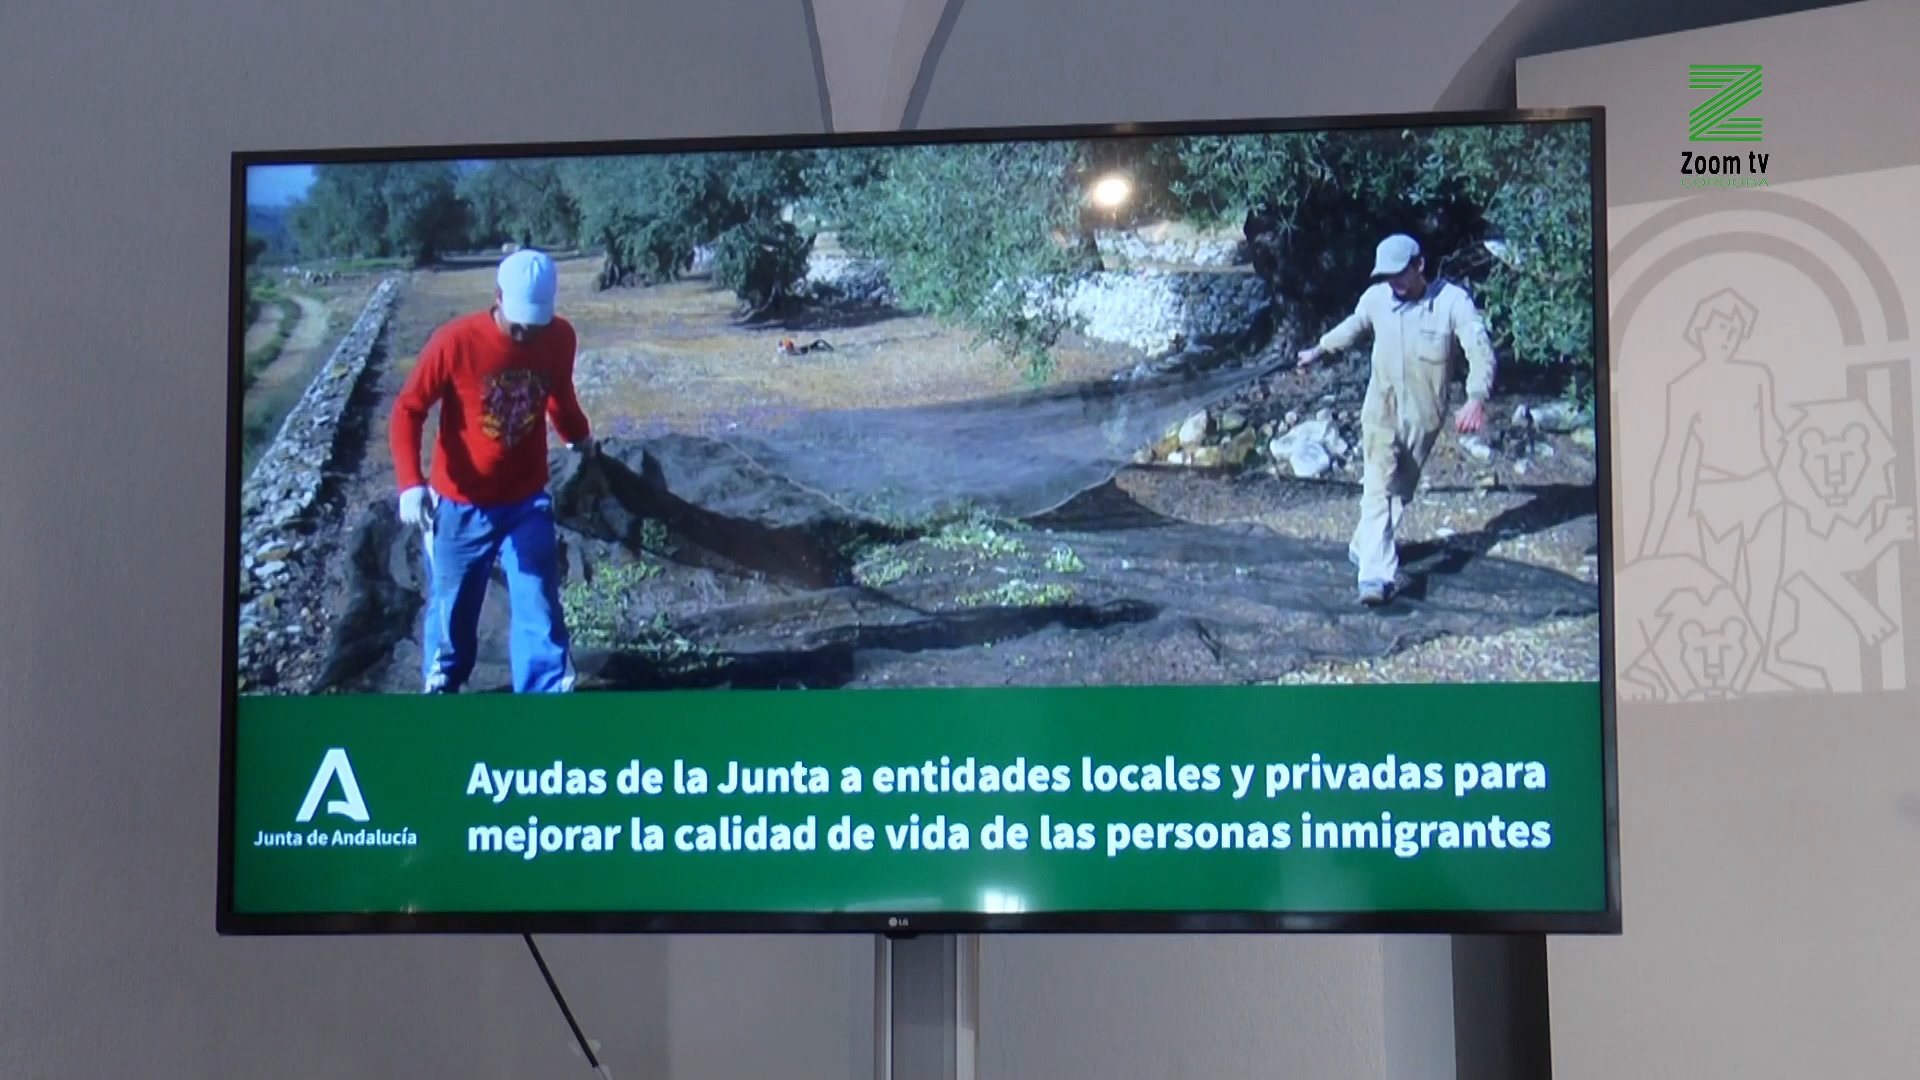 Zoom tv
CÓRDOBA
Ayudas de la Junta a entidades locales y privadas para
mejorar la calidad de vida de las personas inmigrantes
Junta de Andalucía
LG